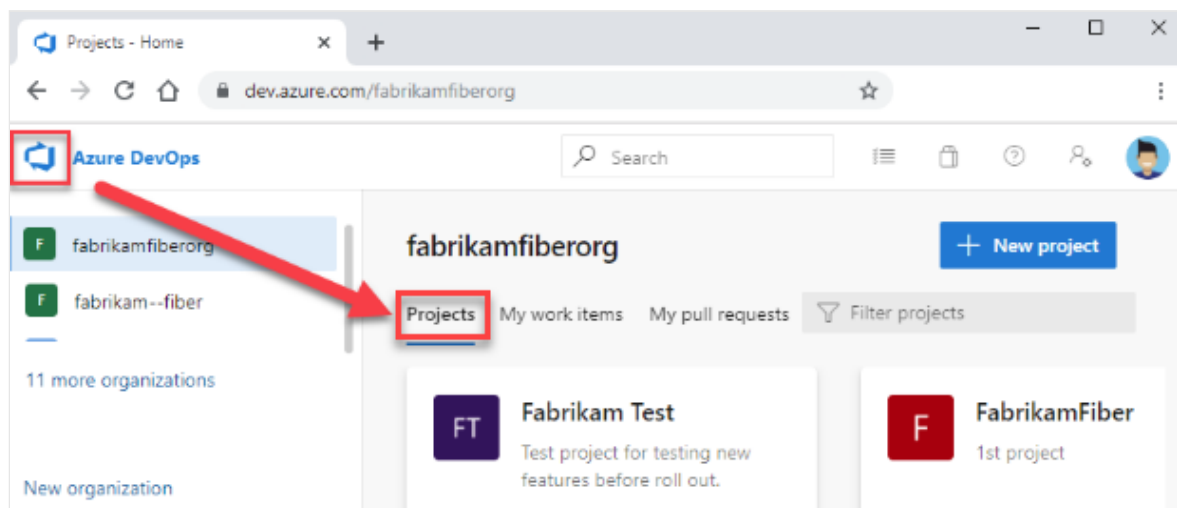 Projects - Home
dev.azure.com/fabrikamfiberorg
Azure DevOps
Search
F fabrikamfiberorg
F fabrikam--fiber
11 more organizations
New organization
fabrikamfiberorg
+ New project
Projects My work items My pull requests Filter projects
FT Fabrikam Test
Test project for testing new
features before roll out.
F FabrikamFiber
1st project